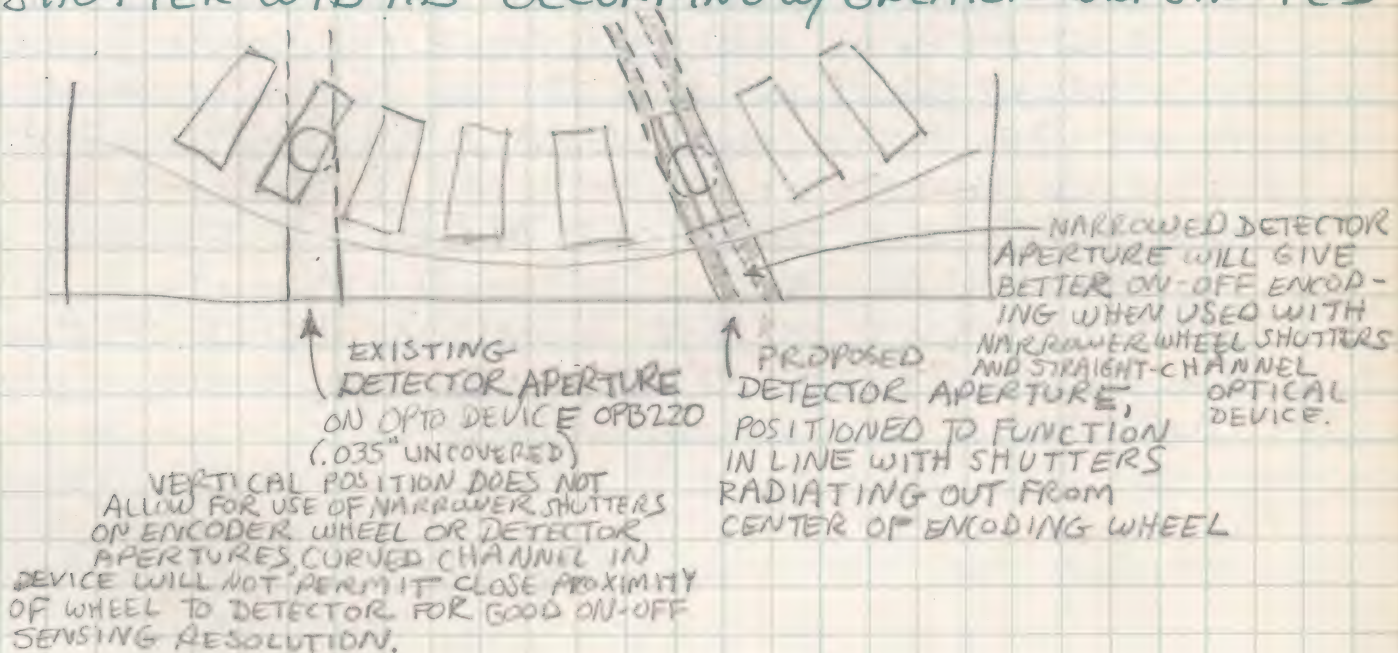 SHUTTER WIDTHS OCCURRING W/ GREATER
EXISTING
DETECTOR APERTURE
ON OPTO DEVICE OPB220
(.035" UNCOVERED)
VERTICAL POSITION DOES NOT
ALLOW FOR USE OF NARROWER SHUTTERS
ON ENCODER WHEEL OR DETECTOR
APERTURES, CURVED CHANNEL IN
DEVICE WILL NOT PERMIT CLOSE PROXIMITY
OF WHEEL TO DETECTOR FOR GOOD ON-OFF
SENSING RESOLUTION.
PROPOSED
DETECTOR APERTURE,
POSITIONED TO FUNCTION
IN LINE WITH SHUTTERS
RADIATING OUT FROM
CENTER OF ENCODING WHEEL
NARROWED DETECTOR
APERTURE WILL GIVE
BETTER ON-OFF ENCOD-
ING WHEN USED WITH
NARROWER WHEEL SHUTTERS
AND STRAIGHT-CHANNEL
OPTICAL
DEVICE.